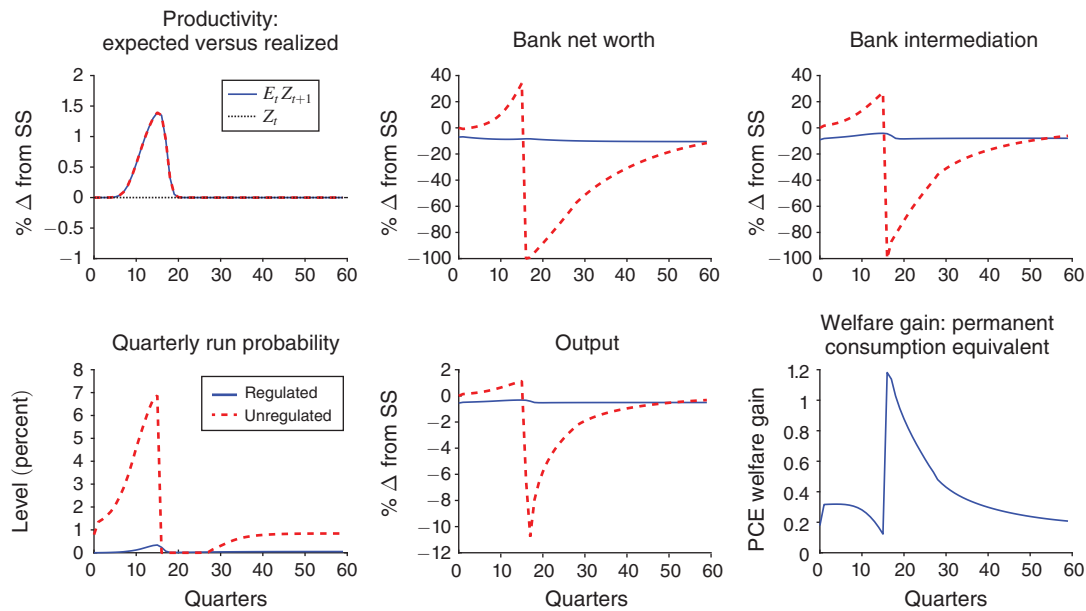 Productivity:
expected versus realized
% Δ from SS
2
1.5
1
0.5
0
−0.5
−1
0 10 20 30 40 50 60
E_t Z_{t+1}
Z_t
Bank net worth
% Δ from SS
40
20
0
−20
−40
−60
−80
−100
0 10 20 30 40 50 60
Bank intermediation
% Δ from SS
40
20
0
−20
−40
−60
−80
−100
0 10 20 30 40 50 60
Quarterly run probability
Level (percent)
8
7
6
5
4
3
2
1
0
0 10 20 30 40 50 60
Quarters
Regulated
Unregulated
Output
% Δ from SS
2
0
−2
−4
−6
−8
−10
−12
0 10 20 30 40 50 60
Quarters
Welfare gain: permanent
consumption equivalent
PCE welfare gain
1.2
1
0.8
0.6
0.4
0.2
0
0 10 20 30 40 50 60
Quarters